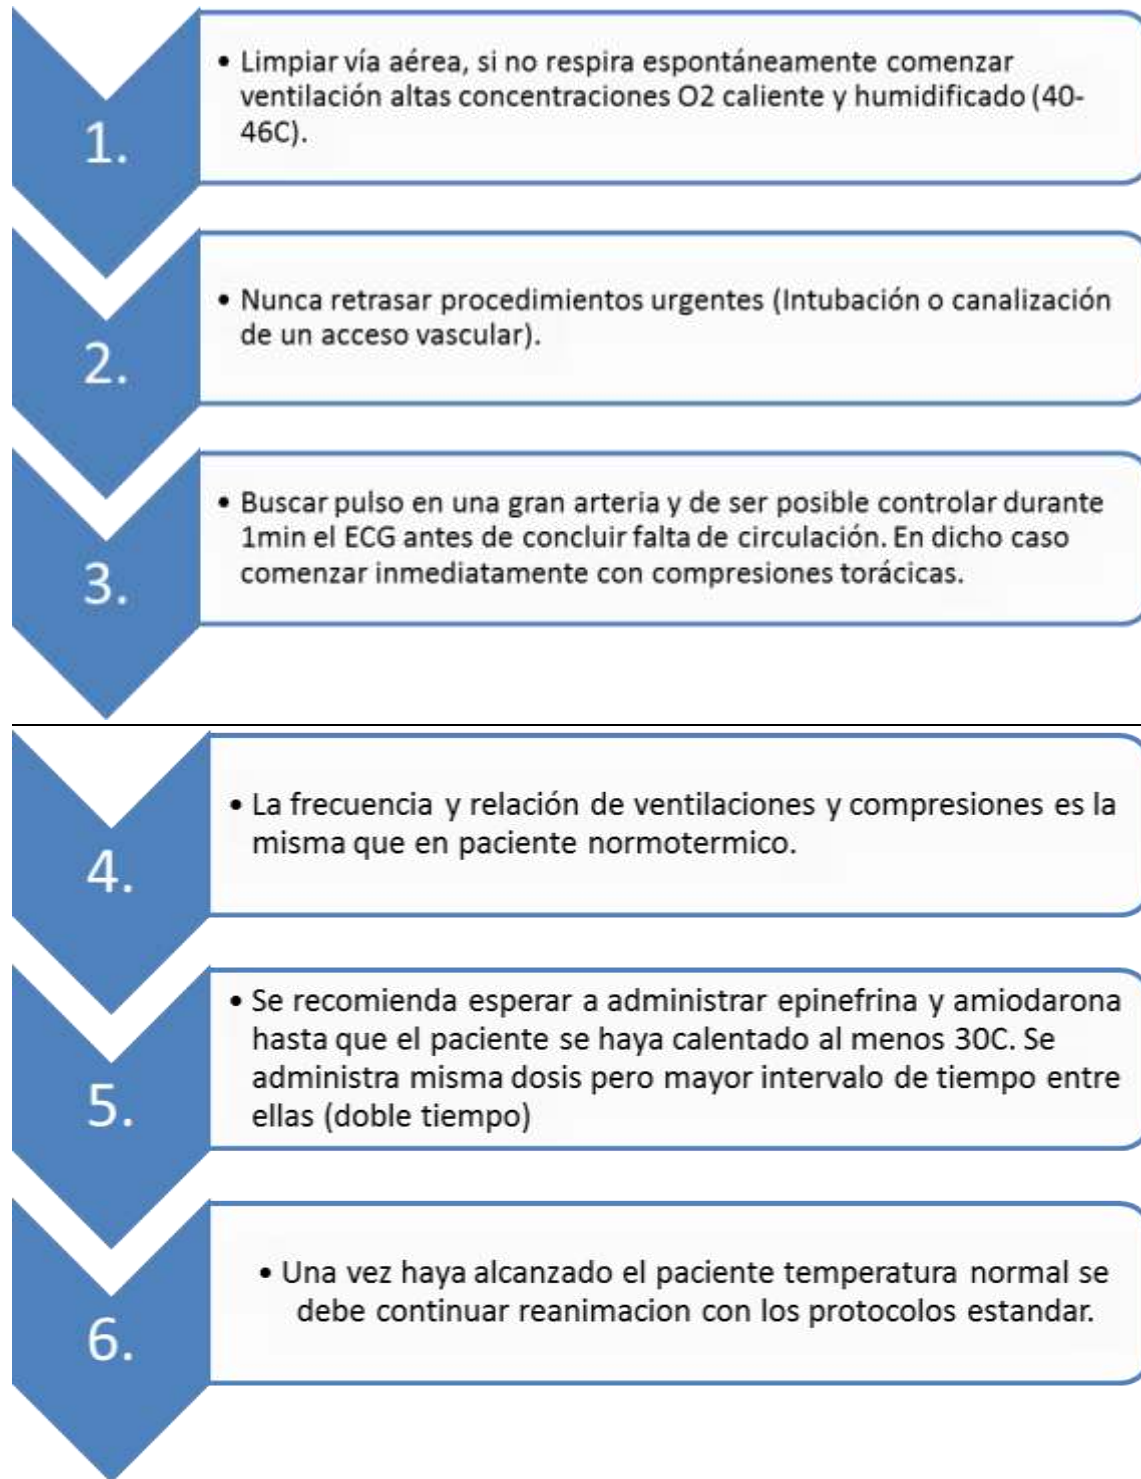 1.
• Limpiar vía aérea, si no respira espontáneamente comenzar
ventilación altas concentraciones O2 caliente y humidificado (40-
46C).
2.
• Nunca retrasar procedimientos urgentes (Intubación o canalización
de un acceso vascular).
3.
• Buscar pulso en una gran arteria y de ser posible controlar durante
1min el ECG antes de concluir falta de circulación. En dicho caso
comenzar inmediatamente con compresiones torácicas.
4.
• La frecuencia y relación de ventilaciones y compresiones es la
misma que en paciente normotermico.
5.
• Se recomienda esperar a administrar epinefrina y amiodarona
hasta que el paciente se haya calentado al menos 30C. Se
administra misma dosis pero mayor intervalo de tiempo entre
ellas (doble tiempo)
6.
• Una vez haya alcanzado el paciente temperatura normal se
debe continuar reanimacion con los protocolos estandar.